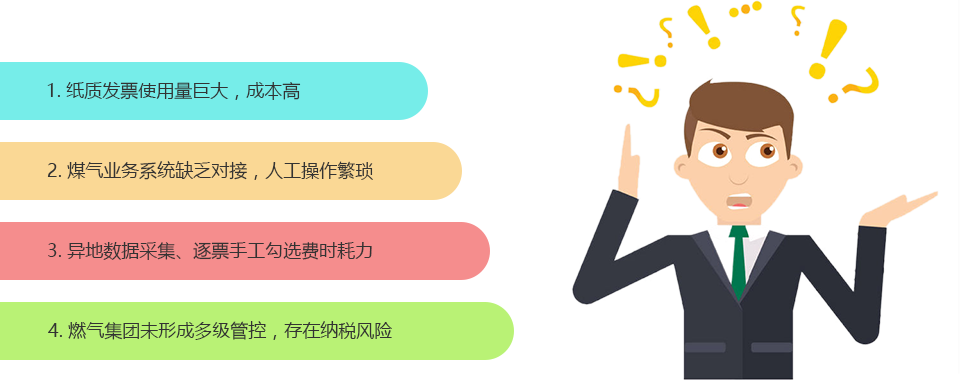 1. 纸质发票使用量巨大，成本高
2. 煤气业务系统缺乏对接，人工操作繁琐
3. 异地数据采集、逐票手工勾选费时耗力
4. 燃气集团未形成多级管控，存在纳税风险